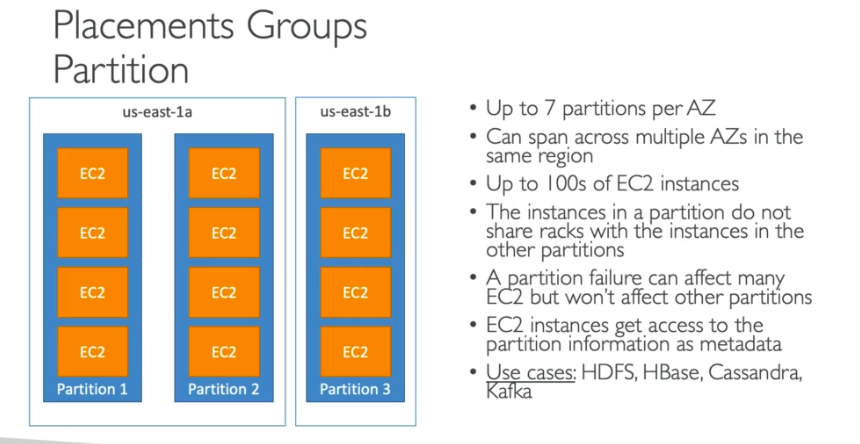 Placements Groups
Partition
us-east-1a
EC2
EC2
EC2
EC2
Partition 1
EC2
EC2
EC2
EC2
Partition 2
us-east-1b
EC2
EC2
EC2
EC2
Partition 3
• Up to 7 partitions per AZ
• Can span across multiple AZs in the
same region
• Up to 100s of EC2 instances
• The instances in a partition do not
share racks with the instances in the
other partitions
• A partition failure can affect many
EC2 but won't affect other partitions
• EC2 instances get access to the
partition information as metadata
• Use cases: HDFS, HBase, Cassandra,
Kafka